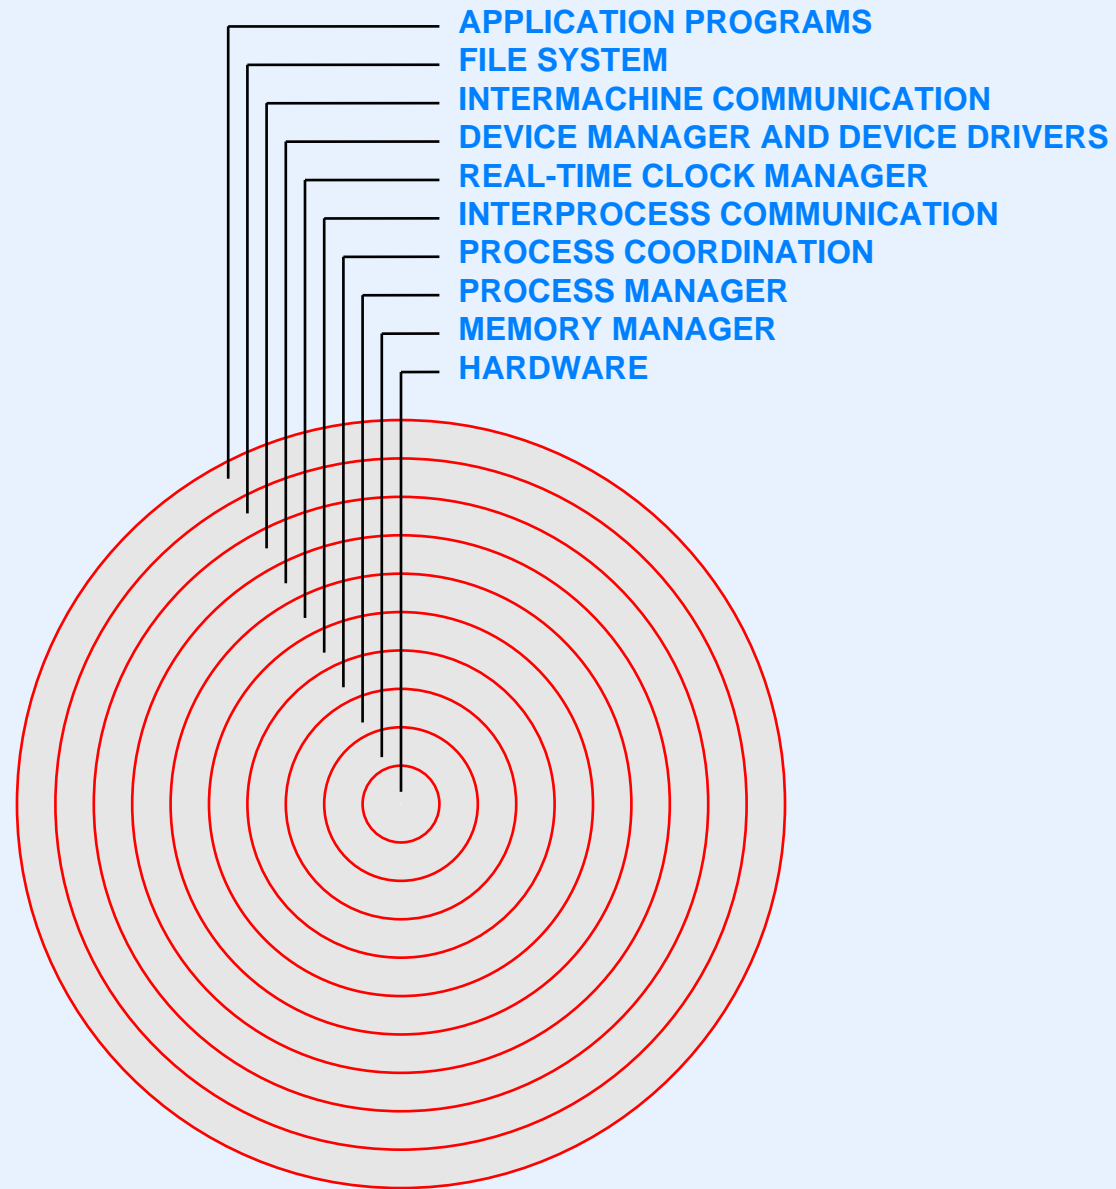 APPLICATION PROGRAMS
FILE SYSTEM
INTERMACHINE COMMUNICATION
DEVICE MANAGER AND DEVICE DRIVERS
REAL-TIME CLOCK MANAGER
INTERPROCESS COMMUNICATION
PROCESS COORDINATION
PROCESS MANAGER
MEMORY MANAGER
HARDWARE